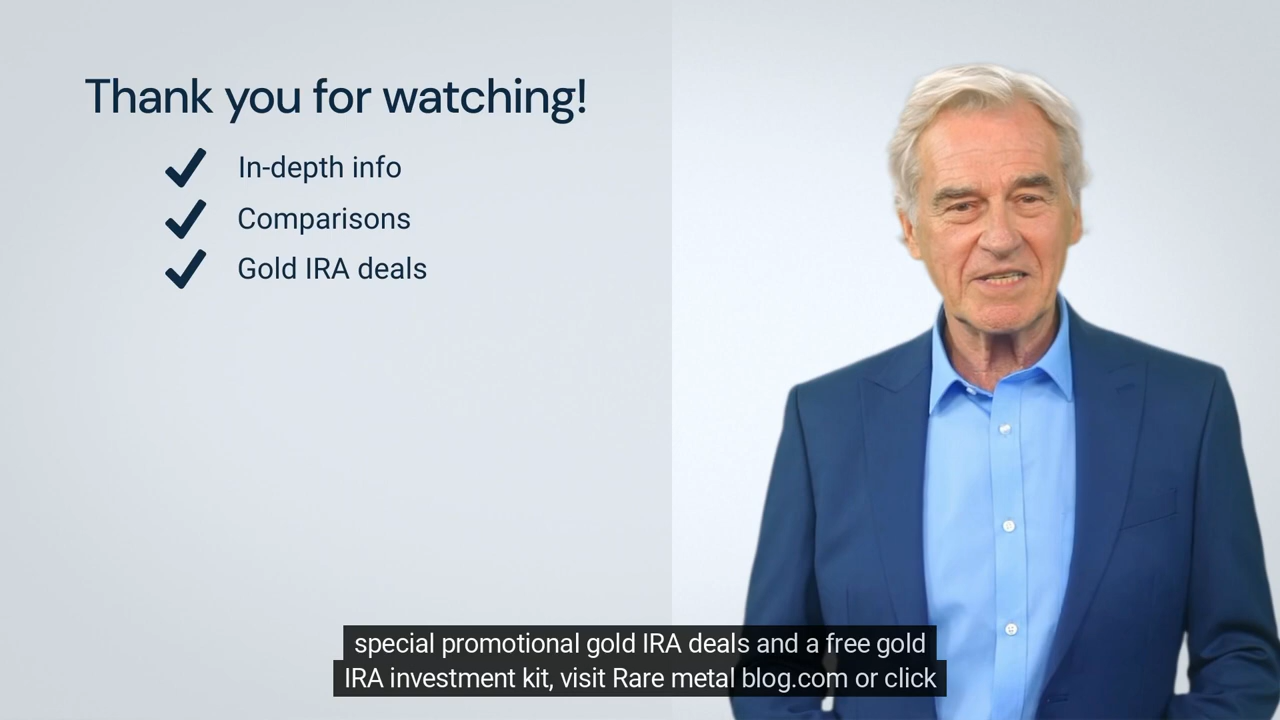 Thank you for watching!
In-depth info
Comparisons
Gold IRA deals
special promotional gold IRA deals and a free gold
IRA investment kit, visit Rare metal blog.com or click